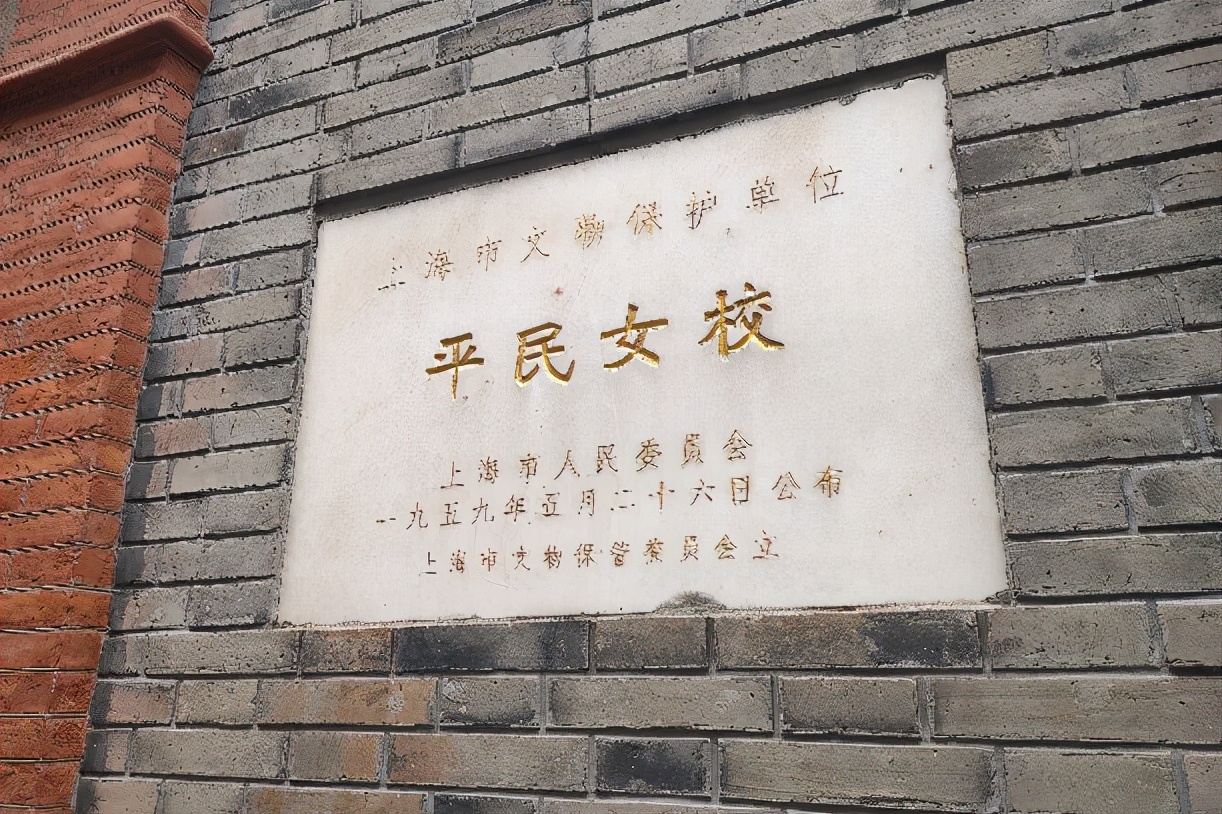 上海市文物保护单位
平民女校
上海市人民委员会
一九五九年五月二十六日公布
上海市文物保管委员会立